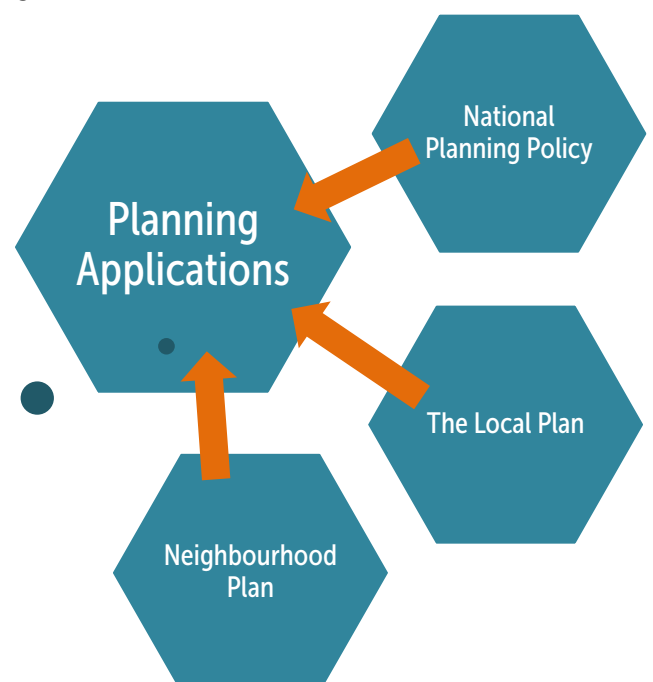 National
Planning Policy
Planning
Applications
The Local Plan
Neighbourhood
Plan